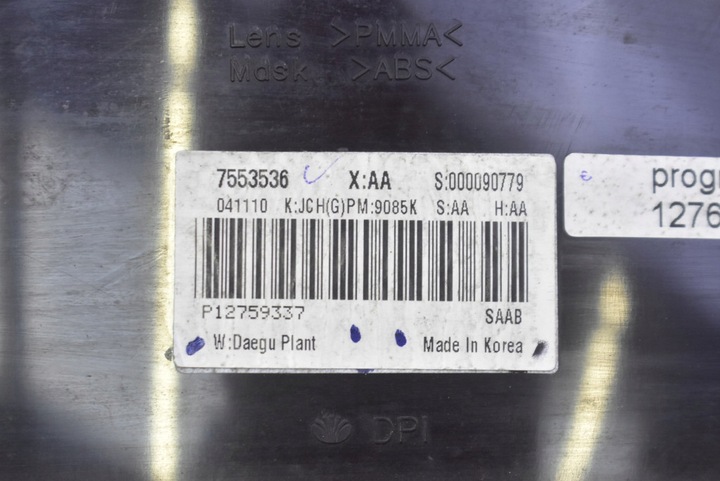 Lens >PMMA<
Mask >ABS<
7553536 X:AA S:000090779
041110 K:JCH(G)PM:9085K S:AA H:AA
P12759337 SAAB
W:Daegu Plant Made In Korea
progr
1276
DPI